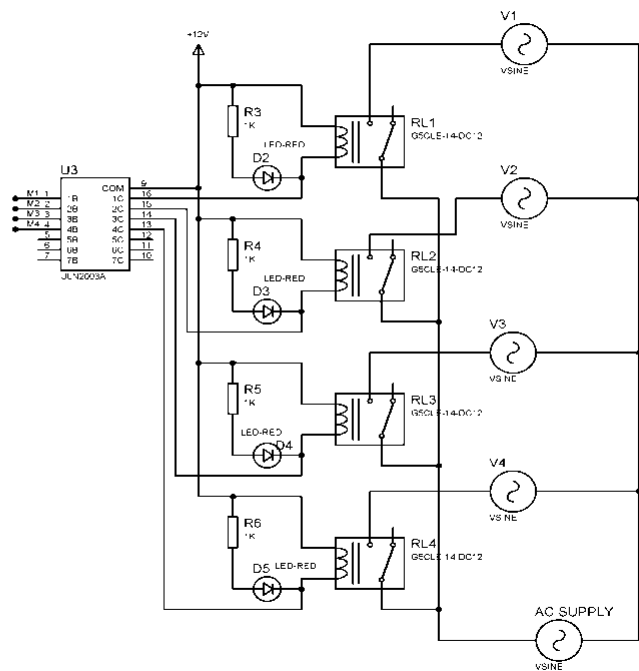 V1
+12V
VSINE
R3
1K
LED-RED
RL1
G5CLE-14-DC12
D2
U3
COM
9
V2
M1 1
1B
1C
16
M2 2
2B
2C
15
M3 3
3B
3C
14
M4 4
4B
4C
13
5
5B
5C
12
6
6B
6C
11
7
7B
7C
10
ULN2003A
VSINE
R4
1K
LED-RED
RL2
G5CLE-14-DC12
D3
V3
VSINE
R5
1K
LED-RED
D4
RL3
G5CLE-14-DC12
V4
VSINE
R6
1K
D5
LED-RED
RL4
G5CLE-14-DC12
AC SUPPLY
VSINE